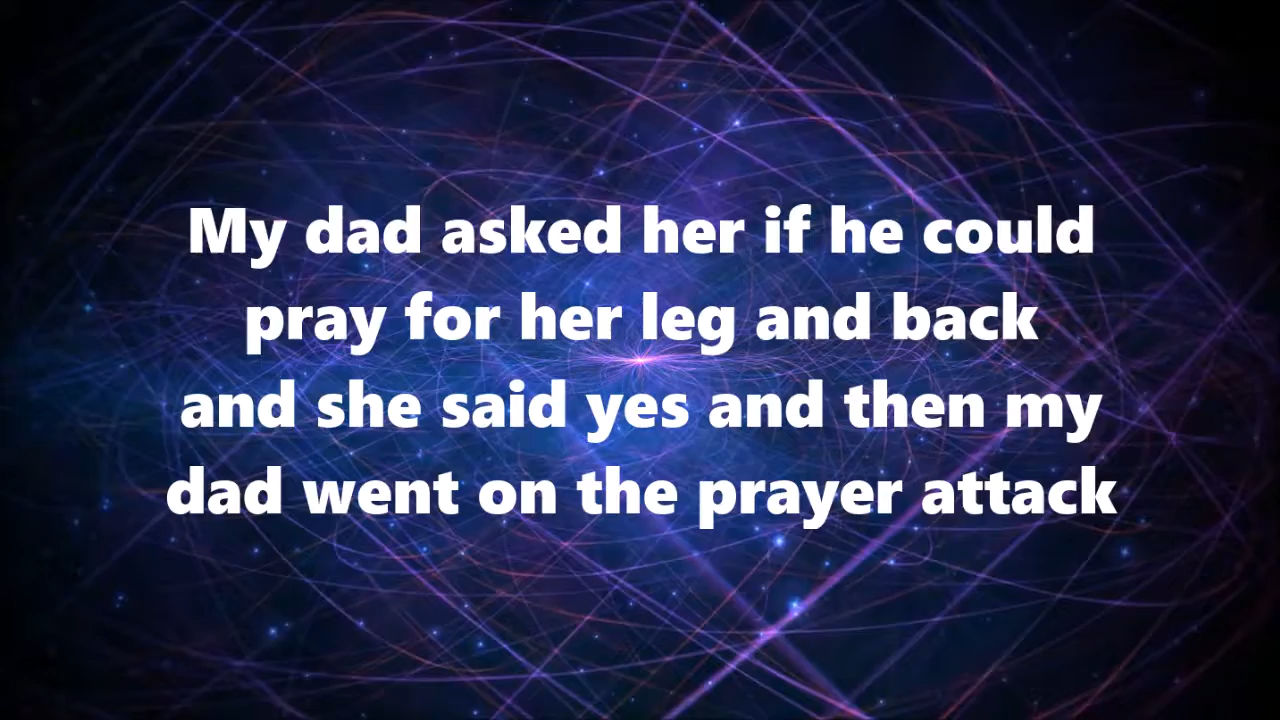 My dad asked her if he could
pray for her leg and back
and she said yes and then my
dad went on the prayer attack